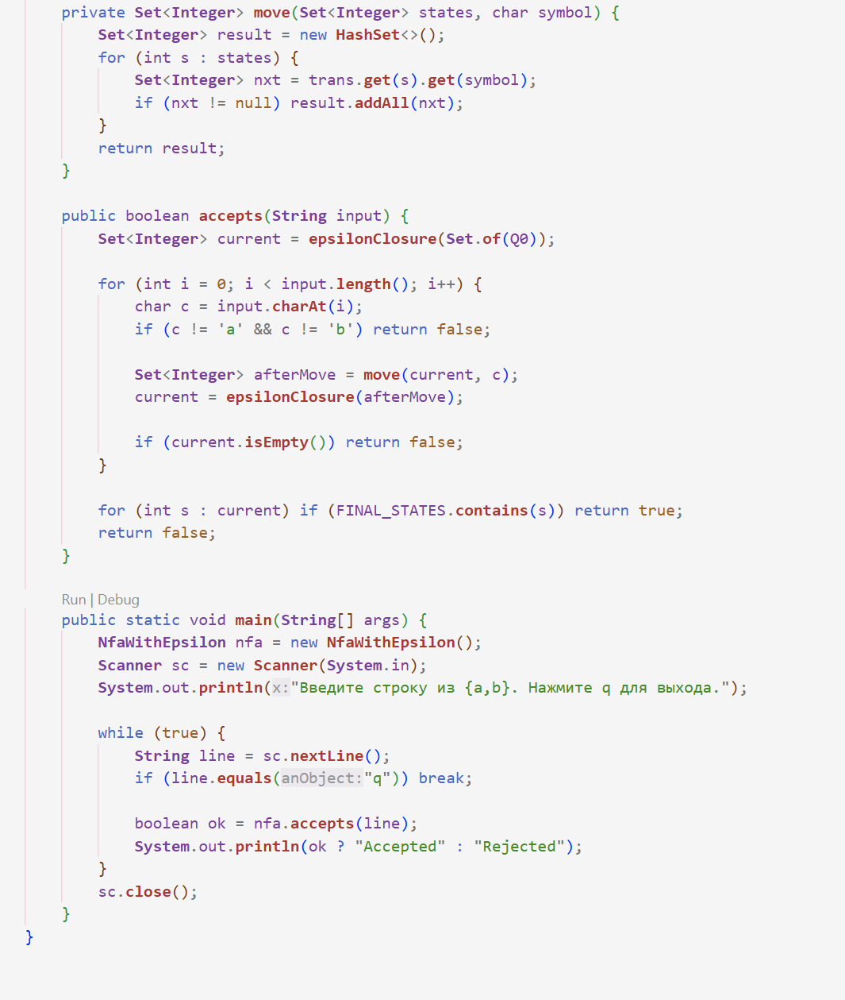 private Set<Integer> move(Set<Integer> states, char symbol) {
Set<Integer> result = new HashSet<>();
for (int s : states) {
Set<Integer> nxt = trans.get(s).get(symbol);
if (nxt != null) result.addAll(nxt);
}
return result;
}
public boolean accepts(String input) {
Set<Integer> current = epsilonClosure(Set.of(Q0));
for (int i = 0; i < input.length(); i++) {
char c = input.charAt(i);
if (c != 'a' && c != 'b') return false;
Set<Integer> afterMove = move(current, c);
current = epsilonClosure(afterMove);
if (current.isEmpty()) return false;
}
for (int s : current) if (FINAL_STATES.contains(s)) return true;
return false;
}
Run | Debug
public static void main(String[] args) {
NfaWithEpsilon nfa = new NfaWithEpsilon();
Scanner sc = new Scanner(System.in);
System.out.println(x:"Введите строку из {a,b}. Нажмите q для выхода.");
while (true) {
String line = sc.nextLine();
if (line.equals(anObject:"q")) break;
boolean ok = nfa.accepts(line);
System.out.println(ok ? "Accepted" : "Rejected");
}
sc.close();
}
}